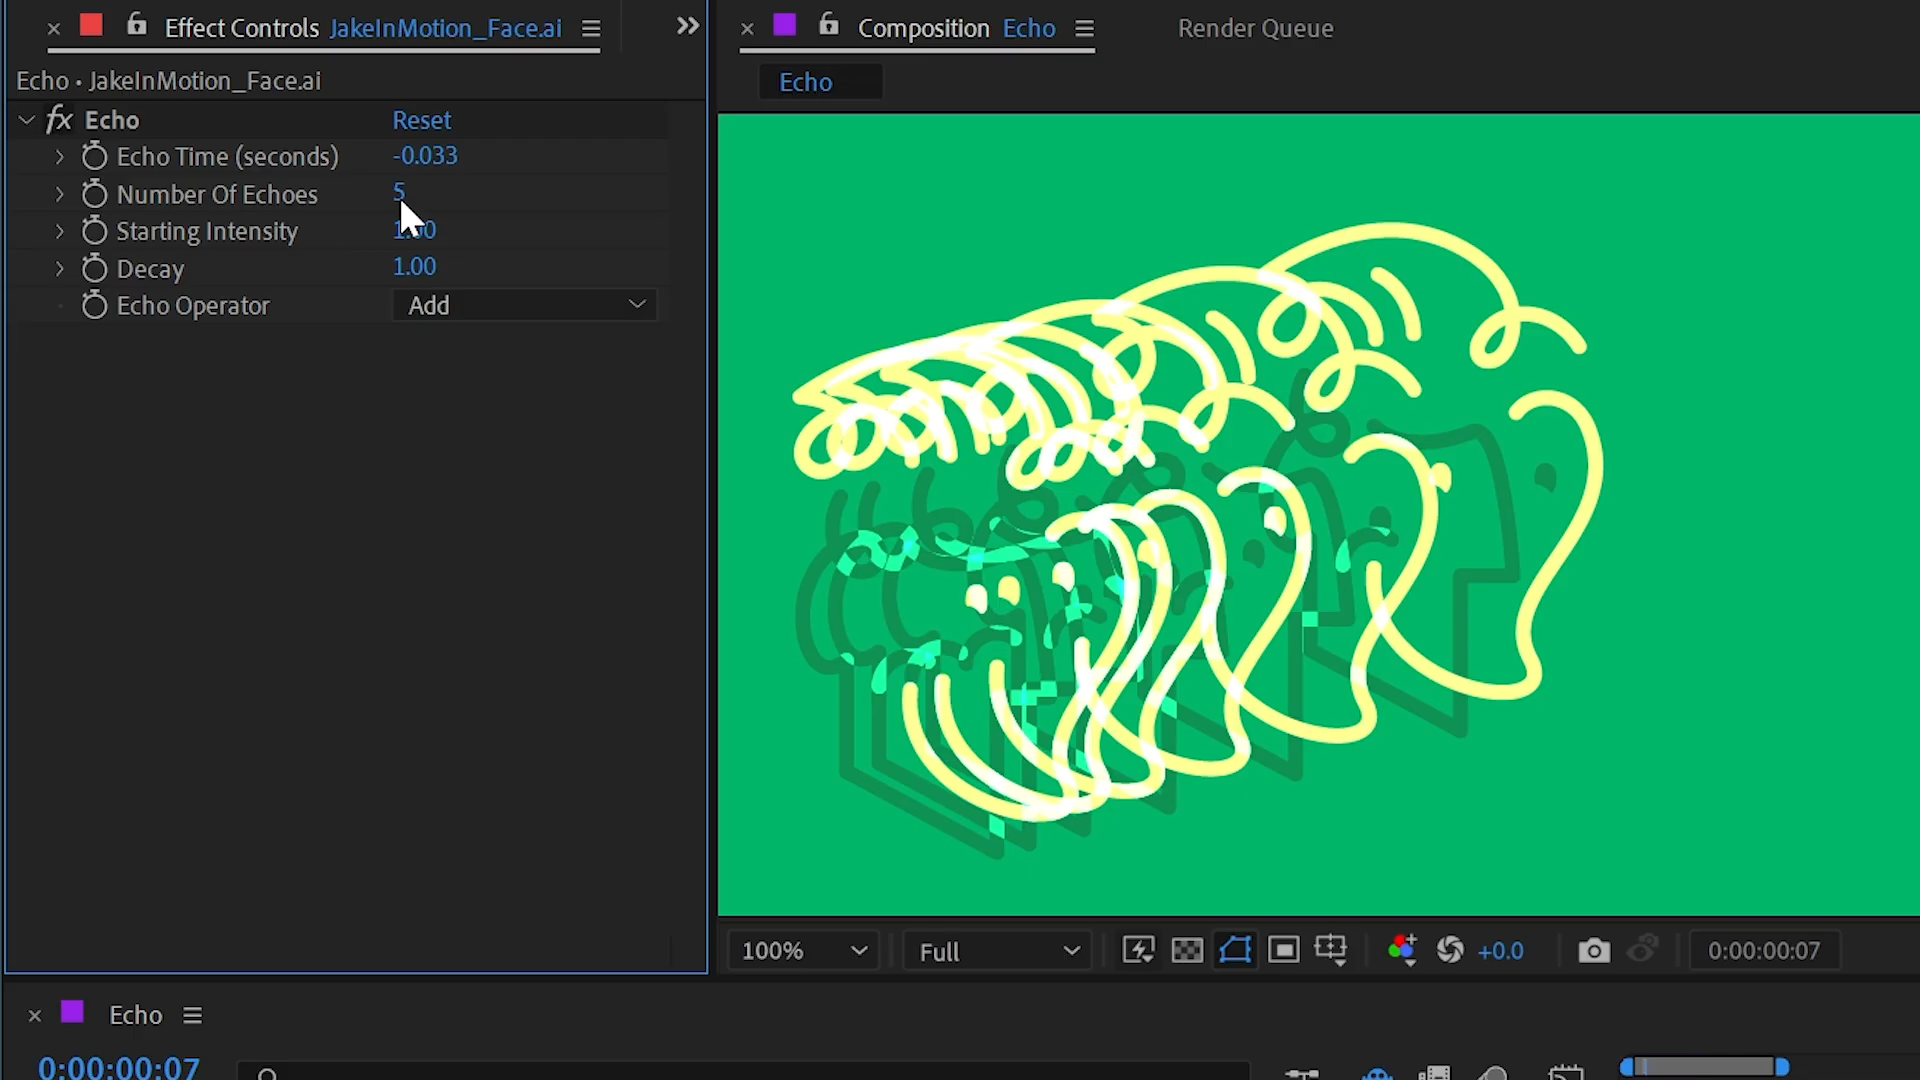 Effect Controls JakeInMotion_Face.ai
Echo • JakeInMotion_Face.ai
fx Echo Reset
Echo Time (seconds) -0.033
Number Of Echoes 5
Starting Intensity 1.00
Decay 1.00
Echo Operator Add
Composition Echo
Render Queue
Echo
100% Full +0.0 0:00:00:07
Echo
0:00:00:07